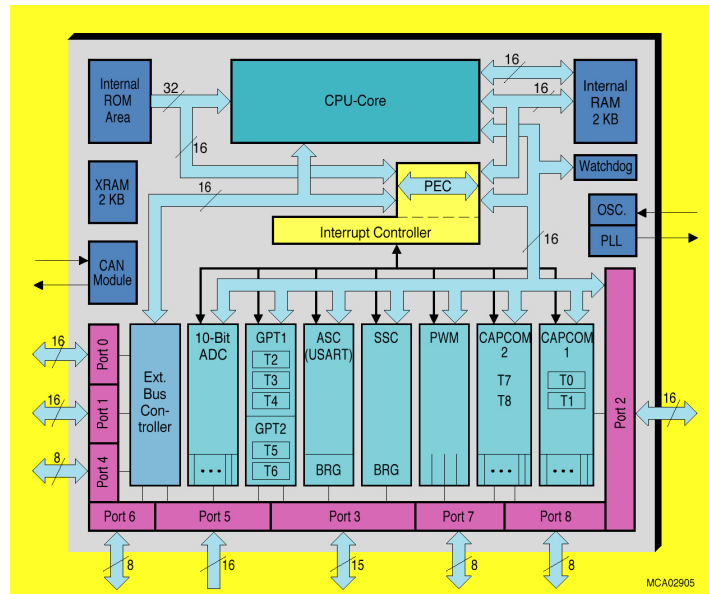 Internal
ROM
Area
32
16
CPU-Core
16
16
Internal
RAM
2 KB
XRAM
2 KB
16
PEC
Interrupt Controller
Watchdog
OSC.
PLL
16
CAN
Module
16
Port 0
16
Port 1
8
Port 4
Ext.
Bus
Con-
troller
10-Bit
ADC
•••
GPT1
T2
T3
T4
GPT2
T5
T6
ASC
(USART)
BRG
SSC
BRG
PWM
CAPCOM
2
T7
T8
•••
CAPCOM
1
T0
T1
•••
Port 2
16
Port 6
Port 5
Port 3
Port 7
Port 8
8
16
15
8
8
MCA02905